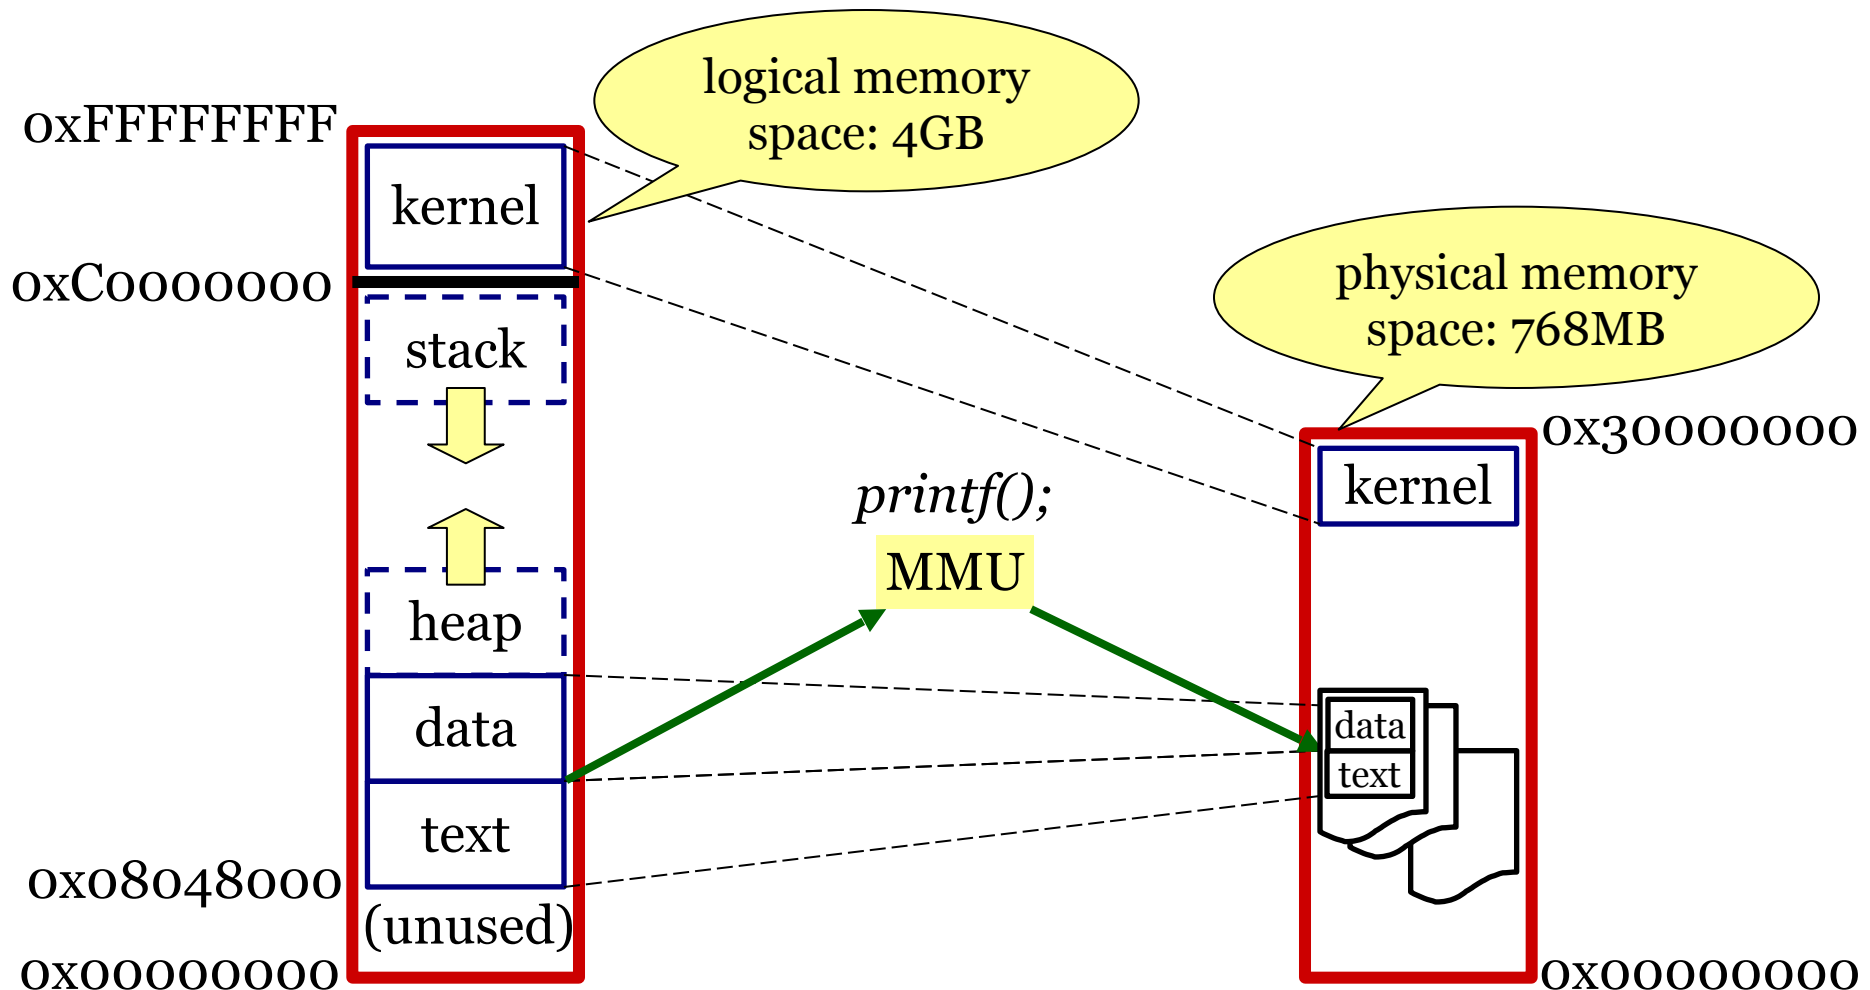 logical memory
space: 4GB
0xFFFFFFFF
kernel
0xC0000000
stack
physical memory
space: 768MB
0x30000000
kernel
printf();
MMU
heap
data
text
data
text
0x08048000
(unused)
0x00000000
0x00000000